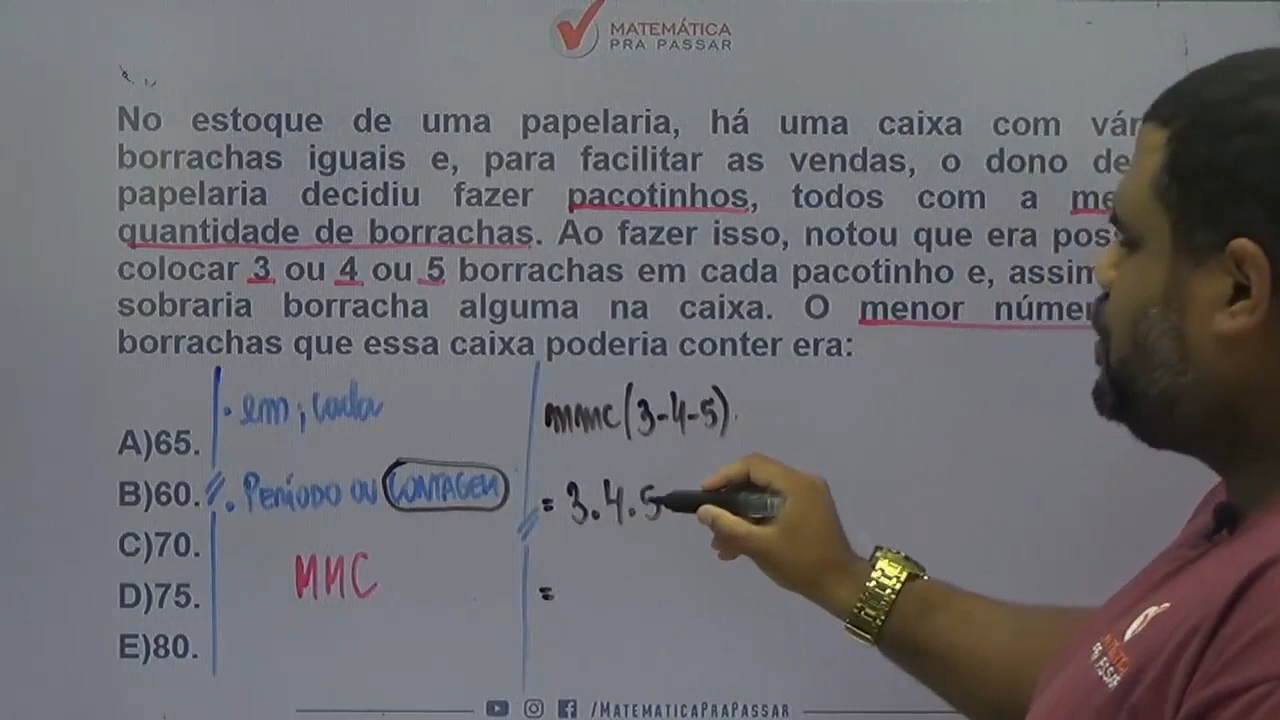 MATEMÁTICA
PRA PASSAR
No estoque de uma papelaria, há uma caixa com vár
borrachas iguais e, para facilitar as vendas, o dono de
papelaria decidiu fazer pacotinhos, todos com a me
quantidade de borrachas. Ao fazer isso, notou que era pos
colocar 3 ou 4 ou 5 borrachas em cada pacotinho e, assim
sobraria borracha alguma na caixa. O menor númer
borrachas que essa caixa poderia conter era:
• em ; cada
MMC(3-4-5).
A)65.
B)60.
• PERÍODO OU CONTAGEM
= 3.4.5
C)70.
MMC
D)75.
=
E)80.
/MATEMATICAPRAPASSAR